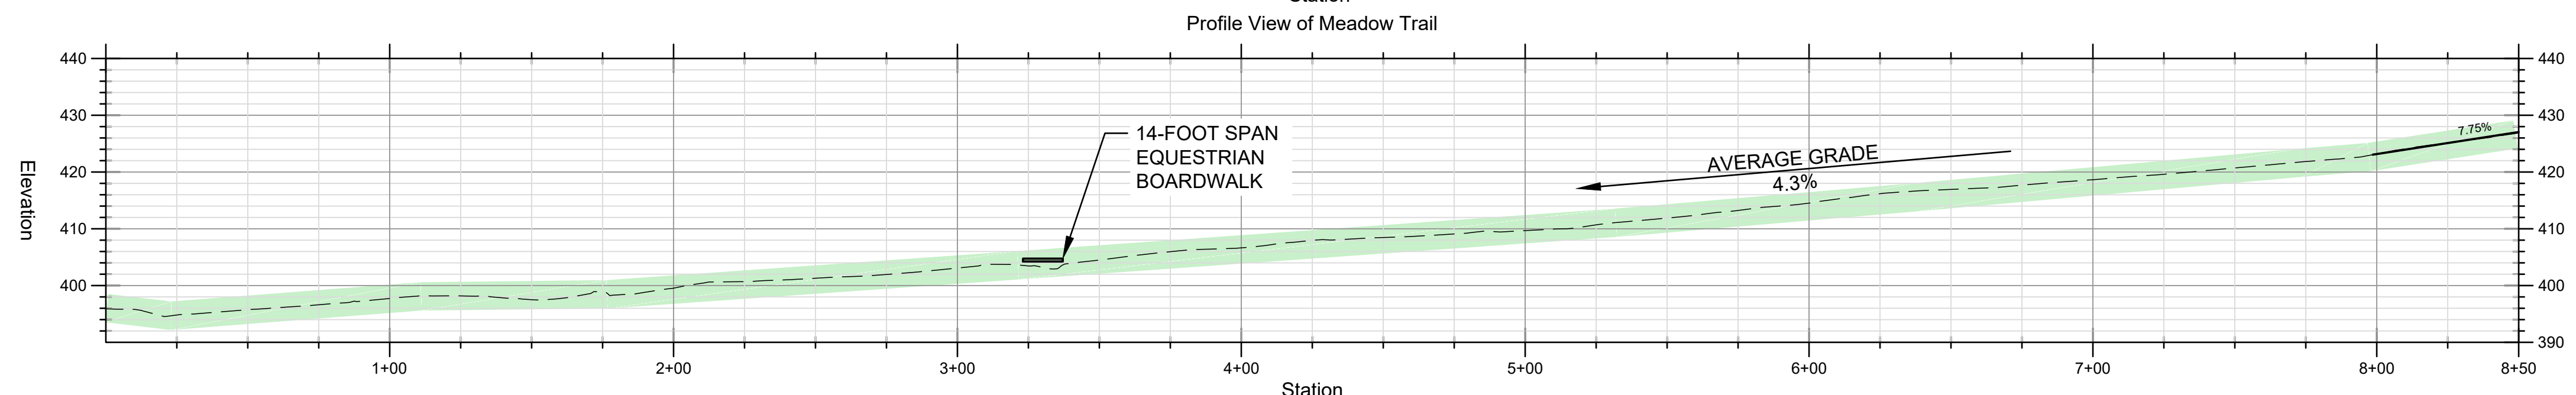 Station
Profile View of Meadow Trail
440
440
430
430
14-FOOT SPAN
EQUESTRIAN
BOARDWALK
7.75%
AVERAGE GRADE
4.3%
420
420
Elevation
410
410
400
400
390
1+00
2+00
3+00
4+00
5+00
6+00
7+00
8+00
8+50
Station